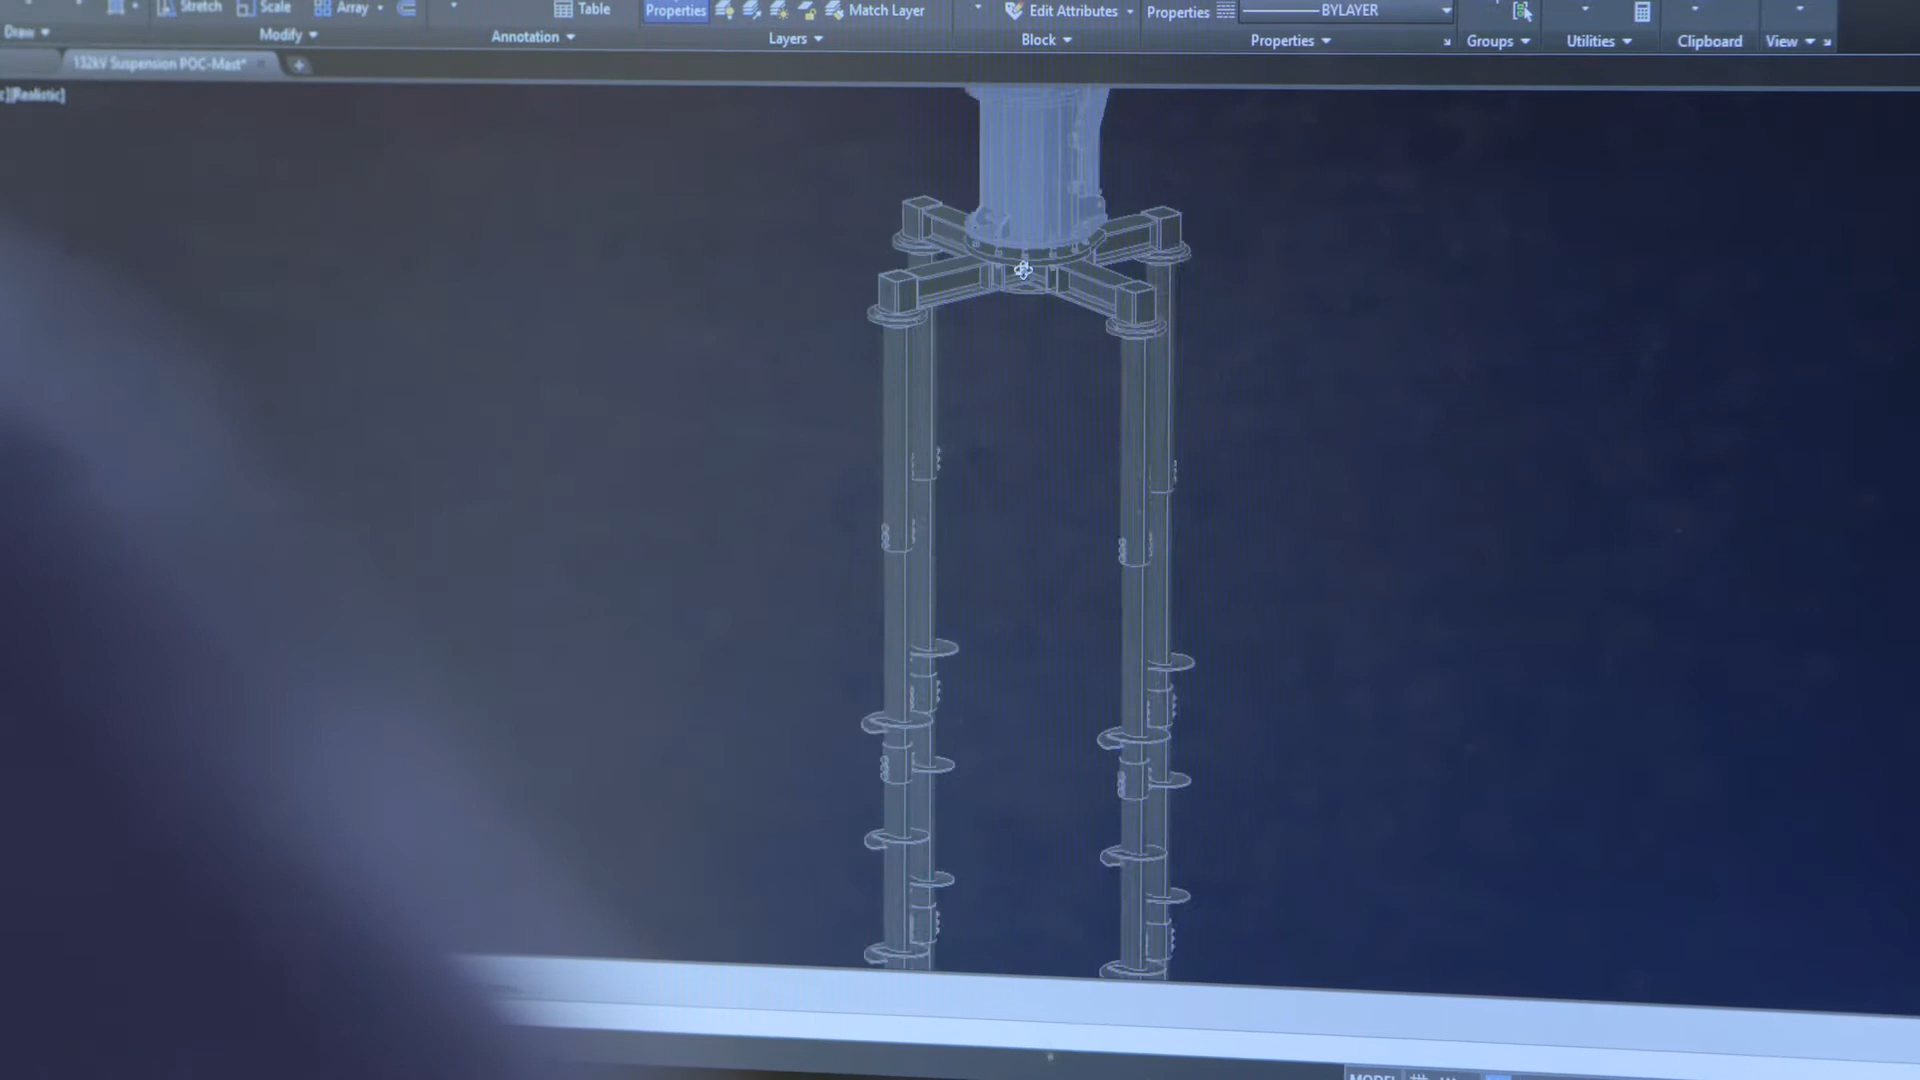 Stretch Scale Array Table Properties Match Layer Edit Attributes Properties BYLAYER
Draw Modify Annotation Layers Block Properties Groups Utilities Clipboard View
132kV Suspension POC-Mast*
][Realistic]
MODEL